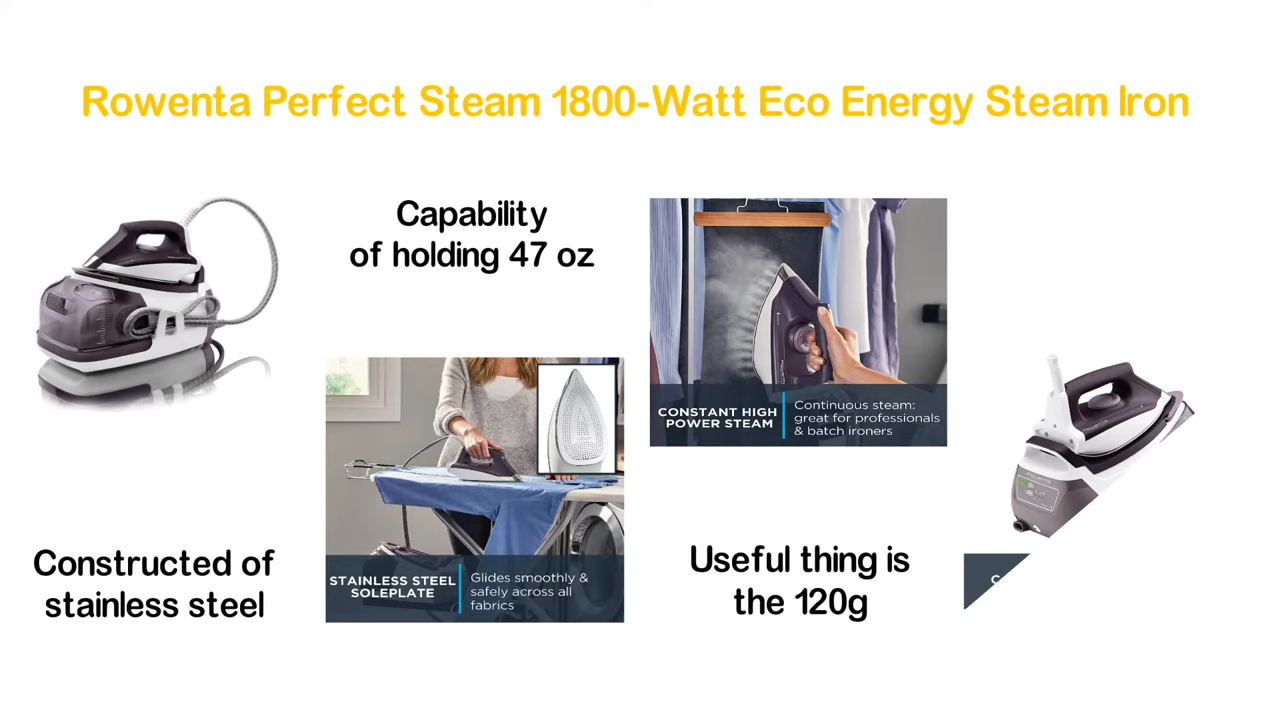 Rowenta Perfect Steam 1800-Watt Eco Energy Steam Iron
Capability
of holding 47 oz
CONSTANT HIGH
POWER STEAM
Continuous steam:
great for professionals
& batch ironers
Constructed of
stainless steel
STAINLESS STEEL
SOLEPLATE
Glides smoothly &
safely across all
fabrics
Useful thing is
the 120g